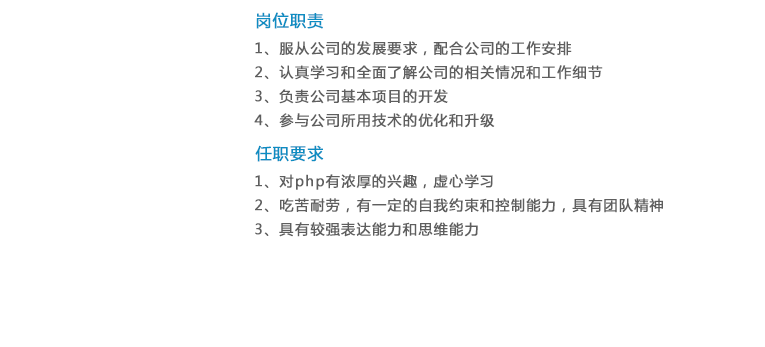 岗位职责
1、服从公司的发展要求，配合公司的工作安排
2、认真学习和全面了解公司的相关情况和工作细节
3、负责公司基本项目的开发
4、参与公司所用技术的优化和升级
任职要求
1、对php有浓厚的兴趣，虚心学习
2、吃苦耐劳，有一定的自我约束和控制能力，具有团队精神
3、具有较强表达能力和思维能力